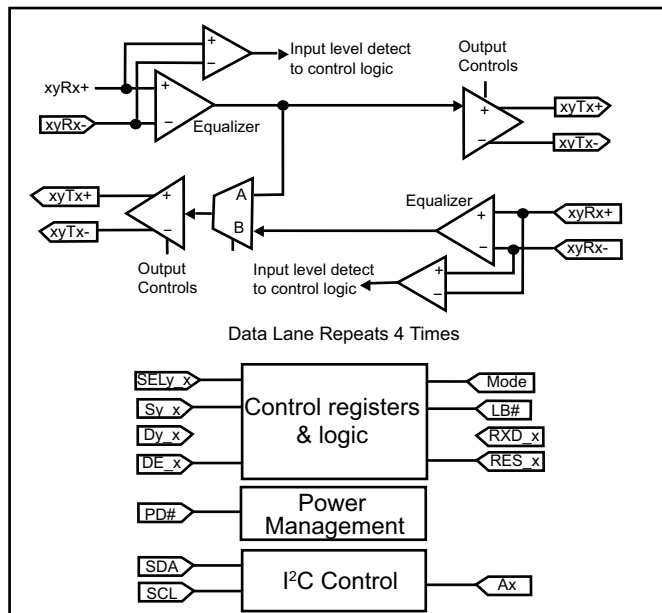 Input level detect
to control logic
Output
Controls
xyRx+
+
−
+
−
xyRx-
Equalizer
+
−
xyTx+
xyTx-
xyTx+
xyTx-
+
−
A
B
Equalizer
+
−
xyRx+
xyRx-
Output
Controls
Input level detect
to control logic
+
−
Data Lane Repeats 4 Times
SELy_x
Sy_x
Dy_x
DE_x
Control registers
& logic
Mode
LB#
RXD_x
RES_x
PD#
Power
Management
SDA
SCL
I²C Control
Ax